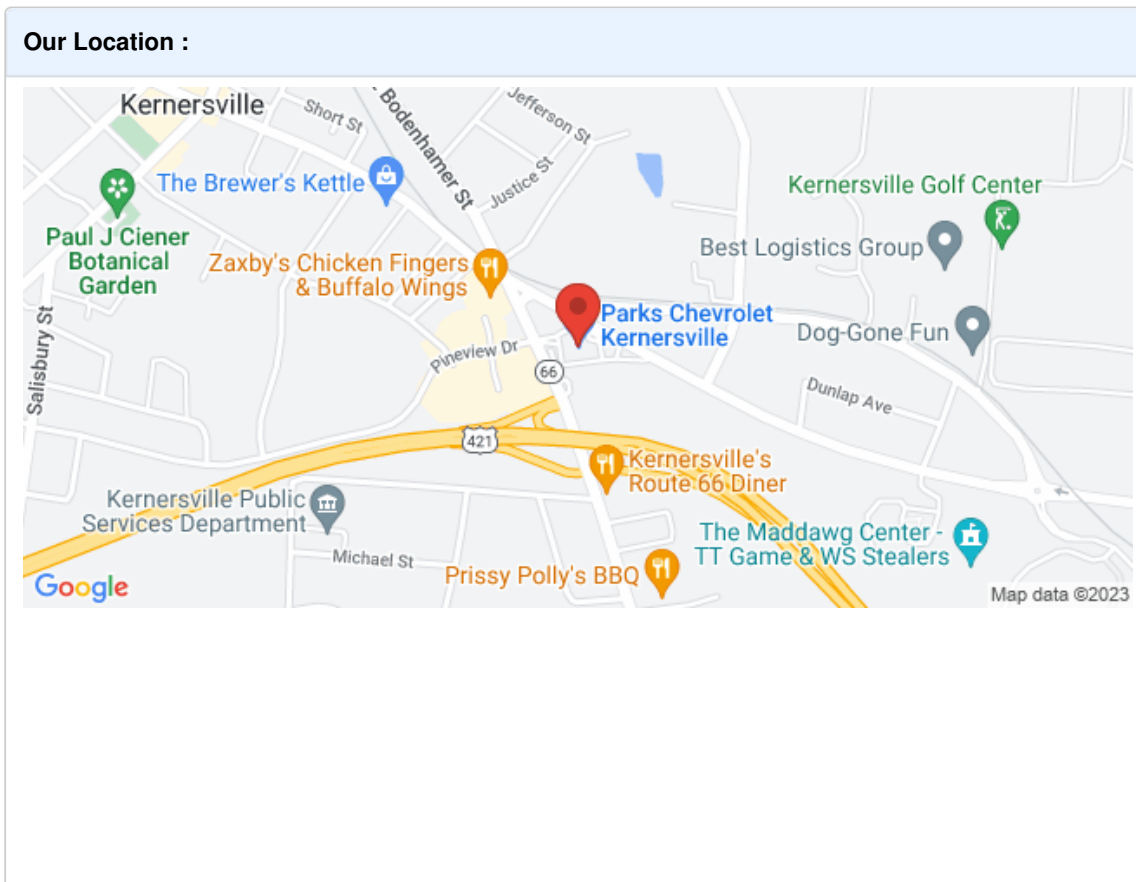 Our Location :
Kernersville
Short St
Bodenhamer St
Jefferson St
Justice St
The Brewer's Kettle
Kernersville Golf Center
Paul J Ciener
Botanical
Garden
Best Logistics Group
Zaxby's Chicken Fingers
& Buffalo Wings
Parks Chevrolet
Kernersville
Dog-Gone Fun
Salisbury St
Pineview Dr
66
Dunlap Ave
421
Kernersville's
Route 66 Diner
Kernersville Public
Services Department
The Maddawg Center -
TT Game & WS Stealers
Michael St
Prissy Polly's BBQ
Google
Map data ©2023